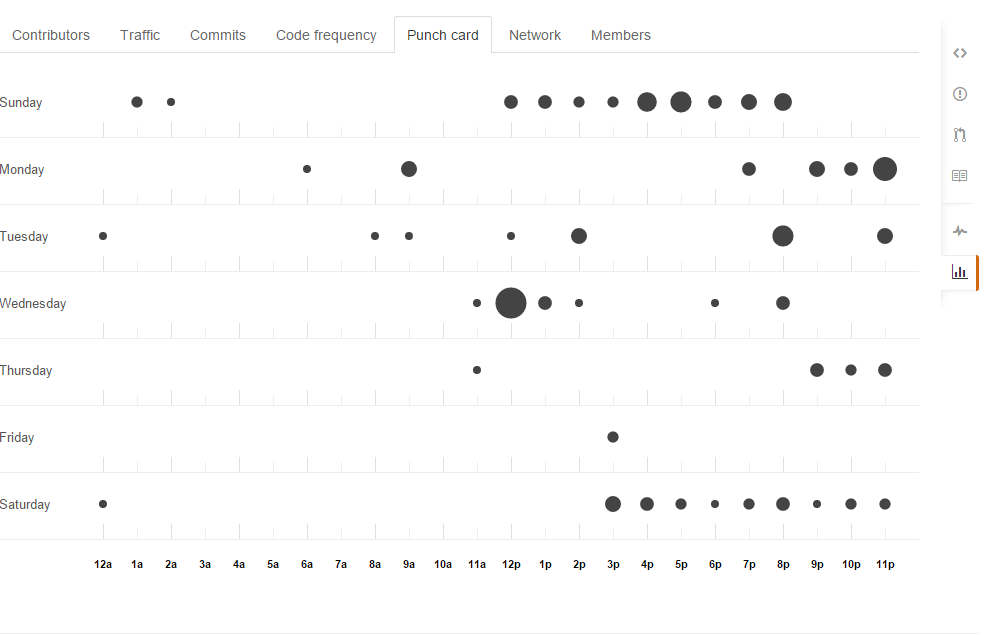 Contributors Traffic Commits Code frequency Punch card Network Members
Sunday
Monday
Tuesday
Wednesday
Thursday
Friday
Saturday
12a 1a 2a 3a 4a 5a 6a 7a 8a 9a 10a 11a 12p 1p 2p 3p 4p 5p 6p 7p 8p 9p 10p 11p